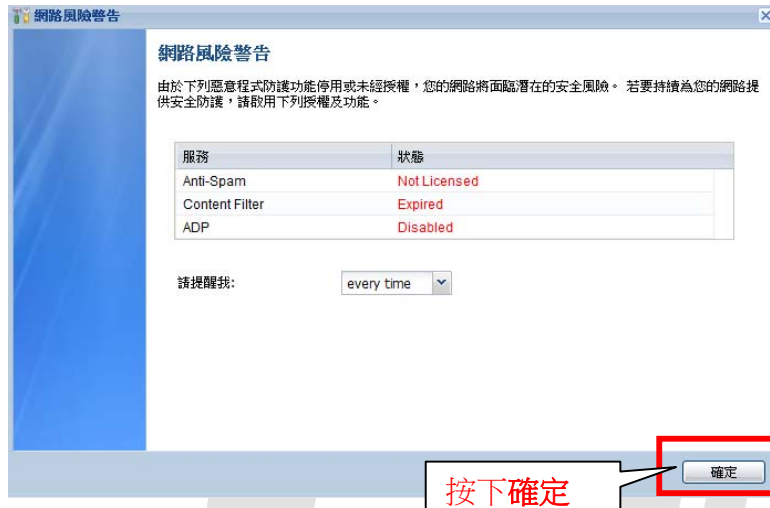 網路風險警告
網路風險警告
由於下列惡意程式防護功能停用或未經授權，您的網路將面臨潛在的安全風險。 若要持續為您的網路提
供安全防護，請啟用下列授權及功能。
服務 狀態
Anti-Spam Not Licensed
Content Filter Expired
ADP Disabled
請提醒我: every time
確定
按下確定